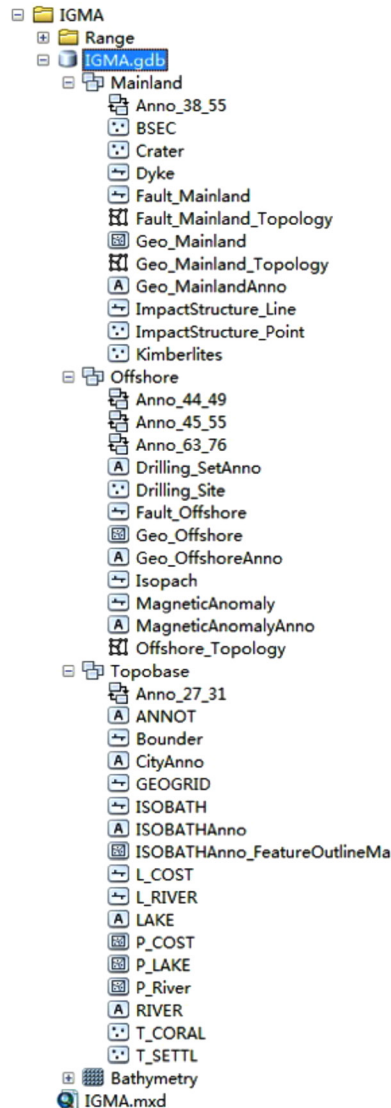 IGMA
Range
IGMA.gdb
Mainland
Anno_38_55
BSEC
Crater
Dyke
Fault_Mainland
Fault_Mainland_Topology
Geo_Mainland
Geo_Mainland_Topology
A Geo_MainlandAnno
ImpactStructure_Line
ImpactStructure_Point
Kimberlites
Offshore
Anno_44_49
Anno_45_55
Anno_63_76
A Drilling_SetAnno
Drilling_Site
Fault_Offshore
Geo_Offshore
A Geo_OffshoreAnno
Isopach
MagneticAnomaly
A MagneticAnomalyAnno
Offshore_Topology
Topobase
Anno_27_31
A ANNOT
Bounder
A CityAnno
GEOGRID
ISOBATH
A ISOBATHAnno
ISOBATHAnno_FeatureOutlineMa
L_COST
L_RIVER
A LAKE
P_COST
P_LAKE
P_River
A RIVER
T_CORAL
T_SETTL
Bathymetry
IGMA.mxd